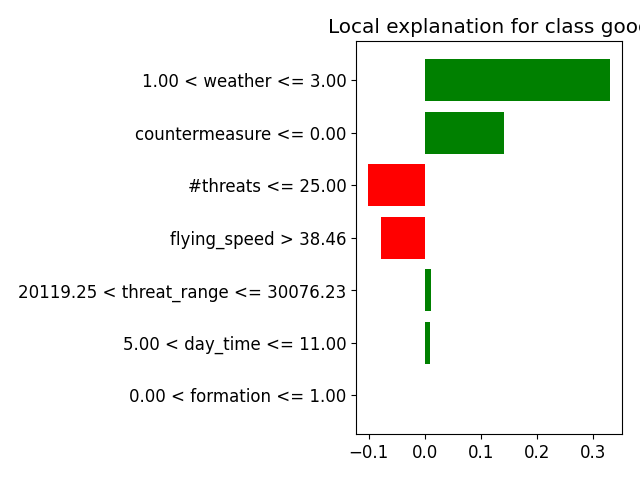 Local explanation for class goo
1.00 < weather <= 3.00
countermeasure <= 0.00
#threats <= 25.00
flying_speed > 38.46
20119.25 < threat_range <= 30076.23
5.00 < day_time <= 11.00
0.00 < formation <= 1.00
−0.1 0.0 0.1 0.2 0.3